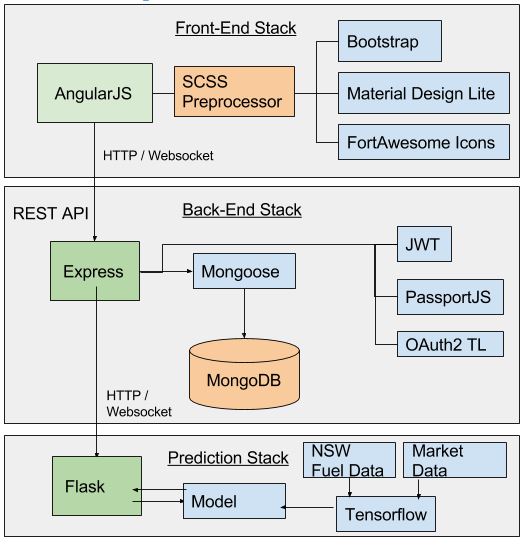 Front-End Stack
AngularJS
SCSS
Preprocessor
Bootstrap
Material Design Lite
FortAwesome Icons
HTTP / Websocket
REST API
Back-End Stack
Express
Mongoose
JWT
PassportJS
OAuth2 TL
MongoDB
HTTP /
Websocket
Prediction Stack
NSW
Fuel Data
Market
Data
Flask
Model
Tensorflow